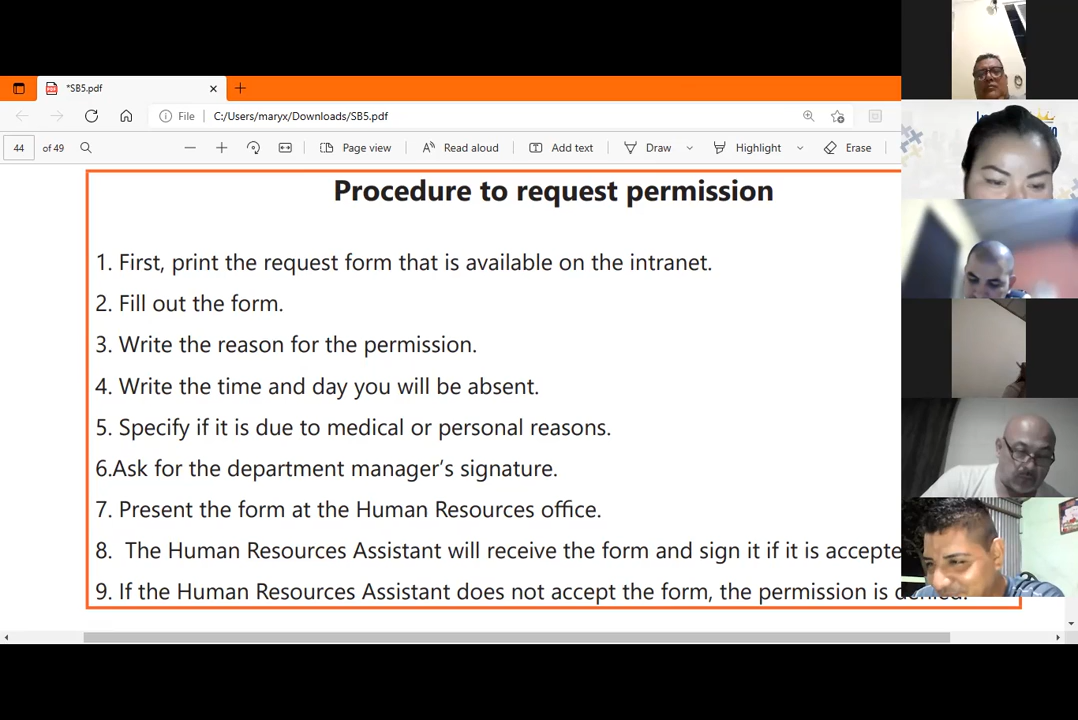 *SB5.pdf
File C:/Users/maryx/Downloads/SB5.pdf
44 of 49 Page view Read aloud Add text Draw Highlight Erase
Procedure to request permission
1. First, print the request form that is available on the intranet.
2. Fill out the form.
3. Write the reason for the permission.
4. Write the time and day you will be absent.
5. Specify if it is due to medical or personal reasons.
6.Ask for the department manager's signature.
7. Present the form at the Human Resources office.
8. The Human Resources Assistant will receive the form and sign it if it is accepte
9. If the Human Resources Assistant does not accept the form, the permission is denied.